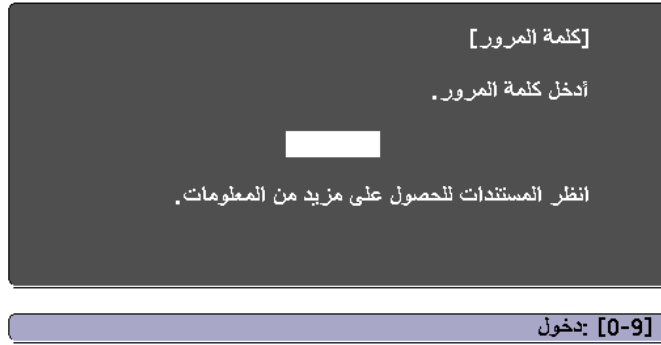 [كلمة المرور]
أدخل كلمة المرور.
انظر المستندات للحصول على مزيد من المعلومات.
[0-9] :دخول